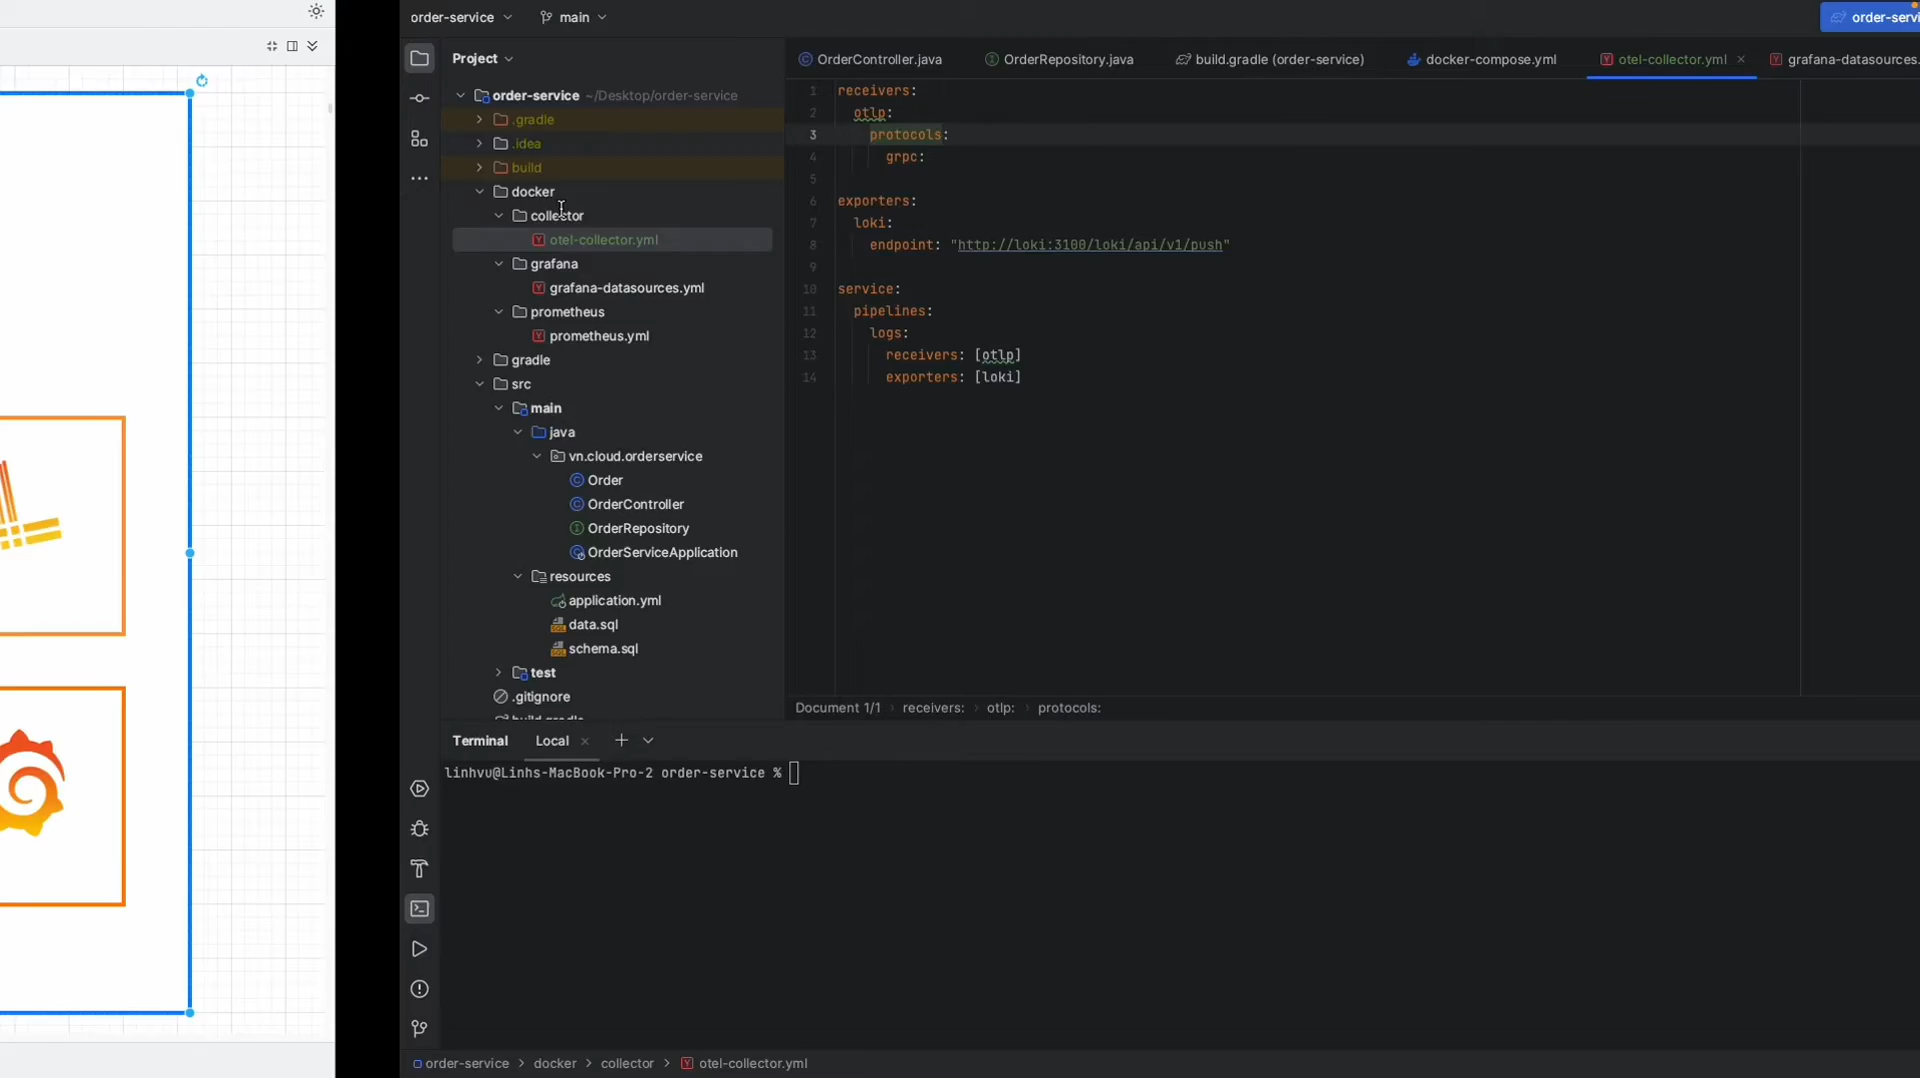 order-service
main
order-servi
Project
OrderController.java
OrderRepository.java
build.gradle (order-service)
docker-compose.yml
otel-collector.yml
grafana-datasources.
order-service ~/Desktop/order-service
.gradle
.idea
build
docker
collector
otel-collector.yml
grafana
grafana-datasources.yml
prometheus
prometheus.yml
gradle
src
main
java
vn.cloud.orderservice
Order
OrderController
OrderRepository
OrderServiceApplication
resources
application.yml
data.sql
schema.sql
test
.gitignore
build.gradle
1 receivers:
2 otlp:
3 protocols:
4 grpc:
5
6 exporters:
7 loki:
8 endpoint: "http://loki:3100/loki/api/v1/push"
9
10 service:
11 pipelines:
12 logs:
13 receivers: [otlp]
14 exporters: [loki]
Document 1/1 › receivers: › otlp: › protocols:
Terminal
Local
linhvu@Linhs-MacBook-Pro-2 order-service %
order-service > docker > collector > otel-collector.yml